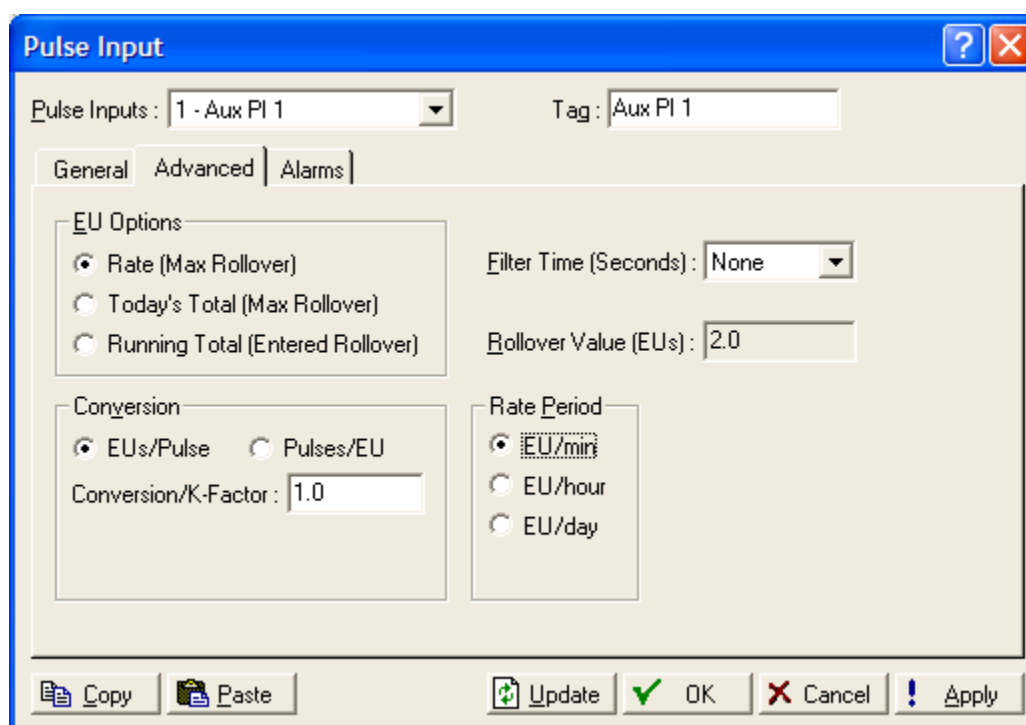 Pulse Input
Pulse Inputs : 1 - Aux PI 1 Tag : Aux PI 1
General Advanced Alarms
EU Options
Rate (Max Rollover)
Today's Total (Max Rollover)
Running Total (Entered Rollover)
Filter Time (Seconds) : None
Rollover Value (EUs) : 2.0
Conversion
EUs/Pulse Pulses/EU
Conversion/K-Factor : 1.0
Rate Period
EU/min
EU/hour
EU/day
Copy Paste Update OK Cancel Apply